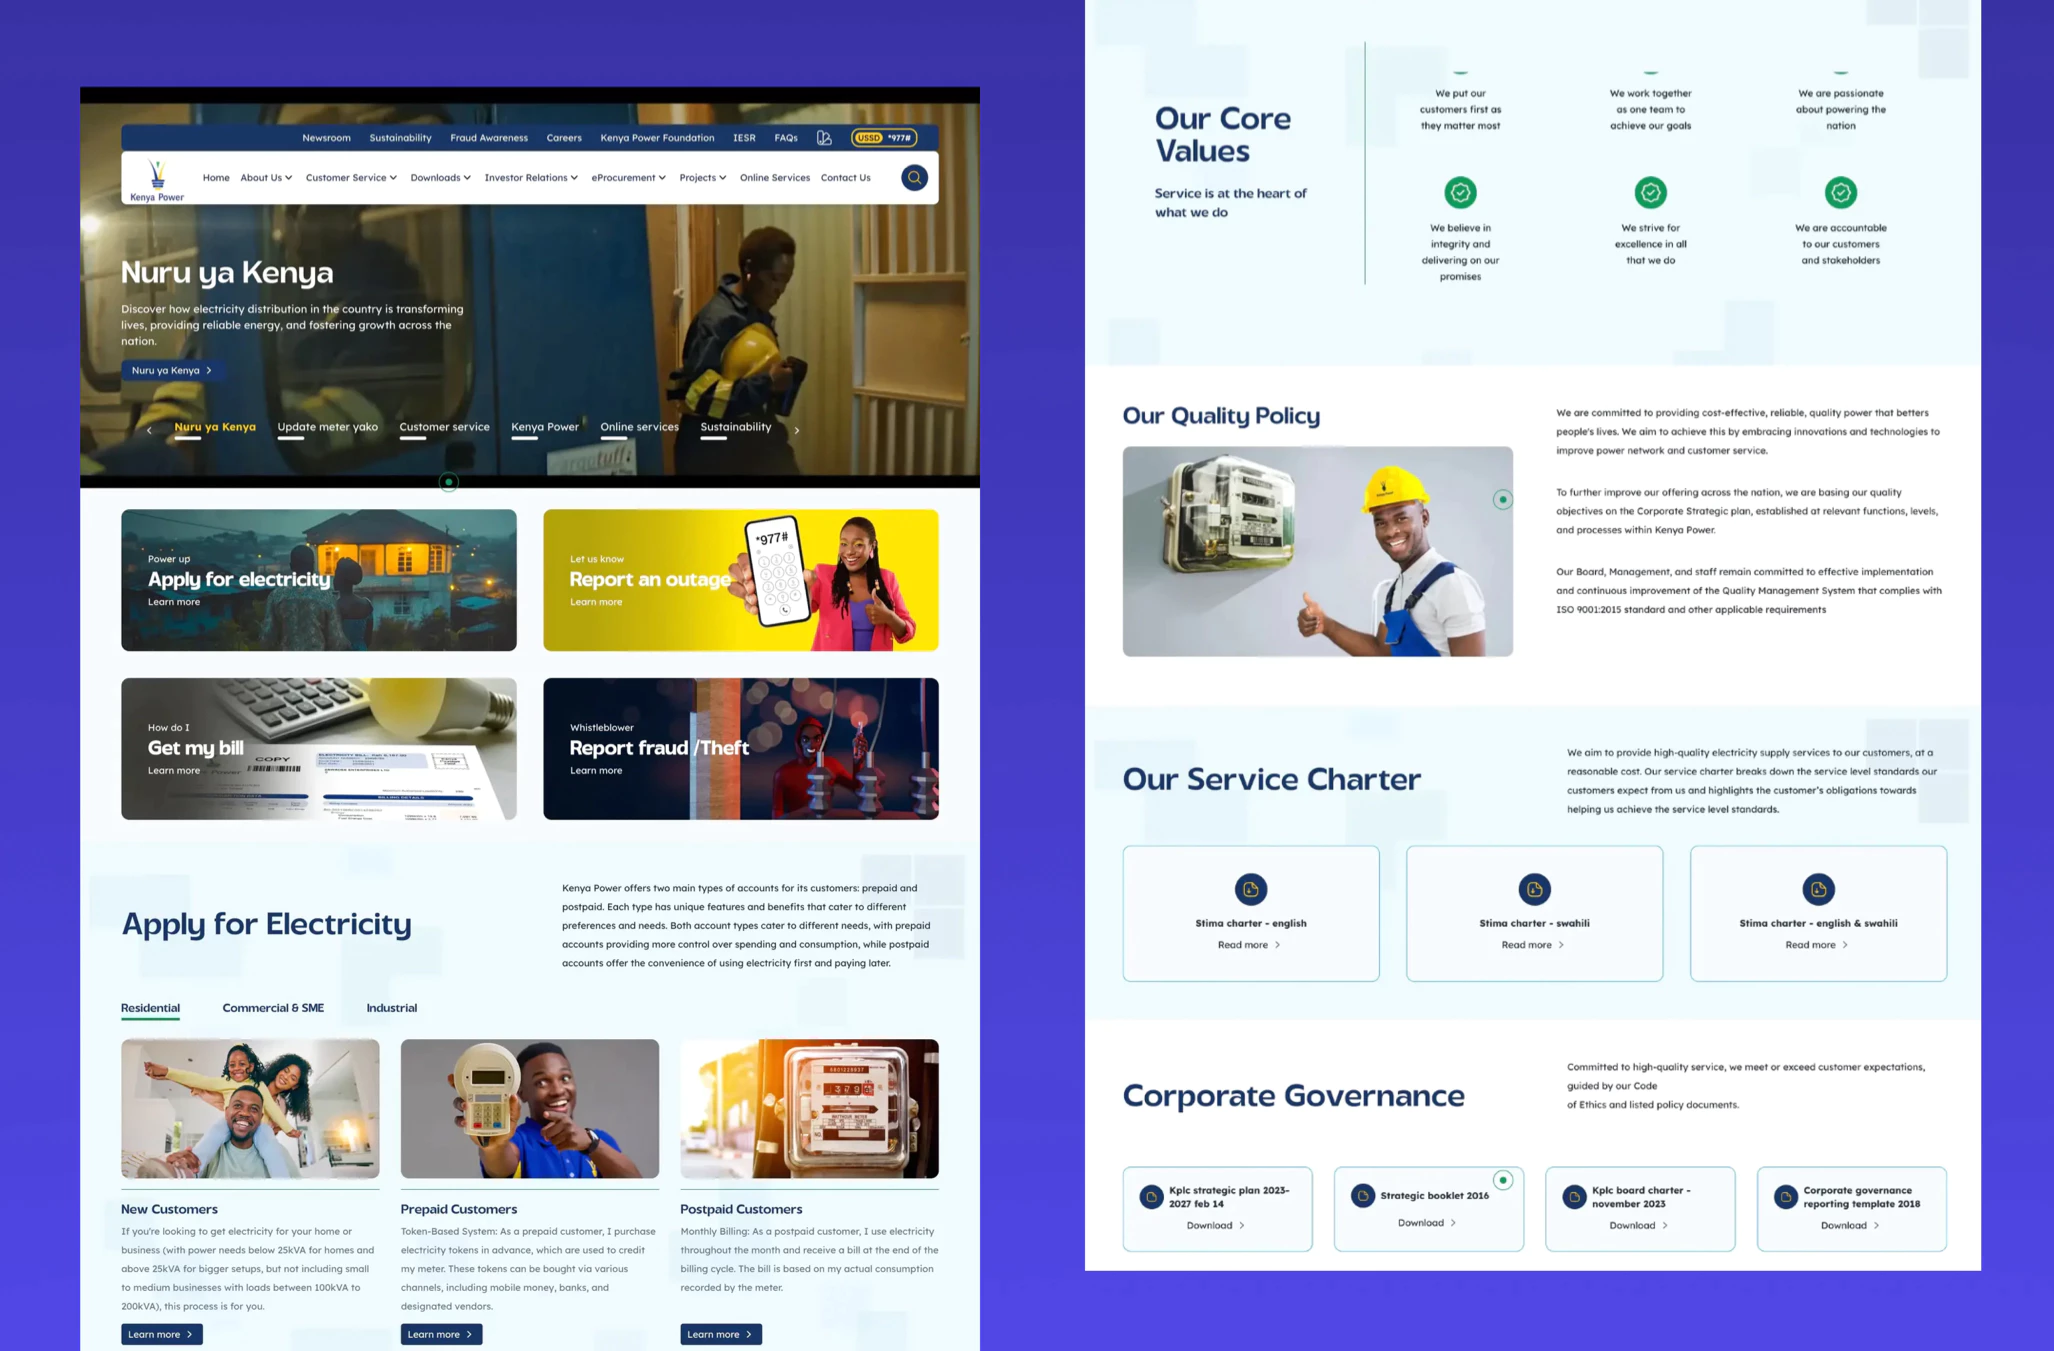 Newsroom Sustainability Fraud Awareness Careers Kenya Power Foundation IESR FAQs USSD *977#
Kenya Power
Home About Us Customer Service Downloads Investor Relations eProcurement Projects Online Services Contact Us
Nuru ya Kenya
Discover how electricity distribution in the country is transforming
lives, providing reliable energy, and fostering growth across the
nation.
Nuru ya Kenya
Nuru ya Kenya Update meter yako Customer service Kenya Power Online services Sustainability
Power up
Apply for electricity
Learn more
Let us know
Report an outage
Learn more
*977#
How do I
Get my bill
Learn more
COPY
Whistleblower
Report fraud /Theft
Learn more
Apply for Electricity
Kenya Power offers two main types of accounts for its customers: prepaid and
postpaid. Each type has unique features and benefits that cater to different
preferences and needs. Both account types cater to different needs, with prepaid
accounts providing more control over spending and consumption, while postpaid
accounts offer the convenience of using electricity first and paying later.
Residential Commercial & SME Industrial
New Customers
If you're looking to get electricity for your home or
business (with power needs below 25kVA for homes and
above 25kVA for bigger setups, but not including small
to medium businesses with loads between 100kVA to
200kVA), this process is for you.
Learn more
Prepaid Customers
Token-Based System: As a prepaid customer, I purchase
electricity tokens in advance, which are used to credit
my meter. These tokens can be bought via various
channels, including mobile money, banks, and
designated vendors.
Learn more
Postpaid Customers
Monthly Billing: As a postpaid customer, I use electricity
throughout the month and receive a bill at the end of the
billing cycle. The bill is based on my actual consumption
recorded by the meter.
Learn more
Our Core
Values
Service is at the heart of
what we do
We put our
customers first as
they matter most
We work together
as one team to
achieve our goals
We are passionate
about powering the
nation
We believe in
integrity and
delivering on our
promises
We strive for
excellence in all
that we do
We are accountable
to our customers
and stakeholders
Our Quality Policy
We are committed to providing cost-effective, reliable, quality power that betters
people's lives. We aim to achieve this by embracing innovations and technologies to
improve power network and customer service.
To further improve our offering across the nation, we are basing our quality
objectives on the Corporate Strategic plan, established at relevant functions, levels,
and processes within Kenya Power.
Our Board, Management, and staff remain committed to effective implementation
and continuous improvement of the Quality Management System that complies with
ISO 9001:2015 standard and other applicable requirements
Our Service Charter
We aim to provide high-quality electricity supply services to our customers, at a
reasonable cost. Our service charter breaks down the service level standards our
customers expect from us and highlights the customer's obligations towards
helping us achieve the service level standards.
Stima charter - english
Read more
Stima charter - swahili
Read more
Stima charter - english & swahili
Read more
Corporate Governance
Committed to high-quality service, we meet or exceed customer expectations,
guided by our Code
of Ethics and listed policy documents.
Kplc strategic plan 2023-
2027 feb 14
Download
Strategic booklet 2016
Download
Kplc board charter -
november 2023
Download
Corporate governance
reporting template 2018
Download